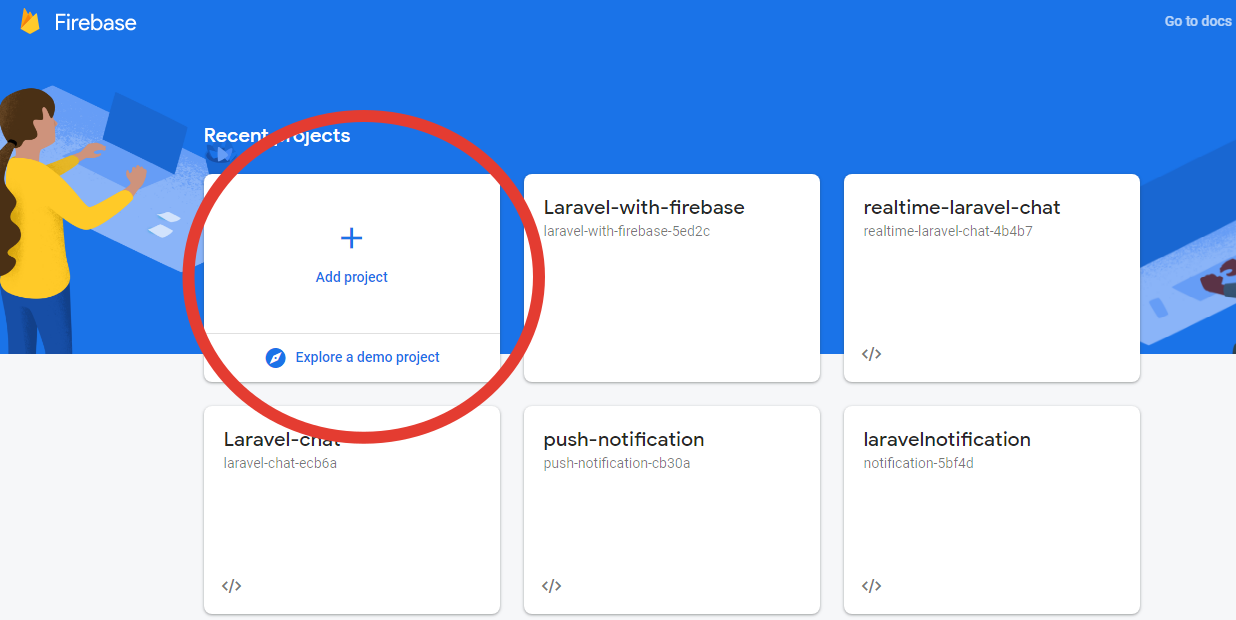 Firebase
Go to docs
Recent projects
Add project
Explore a demo project
Laravel-with-firebase
laravel-with-firebase-5ed2c
realtime-laravel-chat
realtime-laravel-chat-4b4b7
</>
Laravel-chat
laravel-chat-ecb6a
</>
push-notification
push-notification-cb30a
</>
laravelnotification
notification-5bf4d
</>